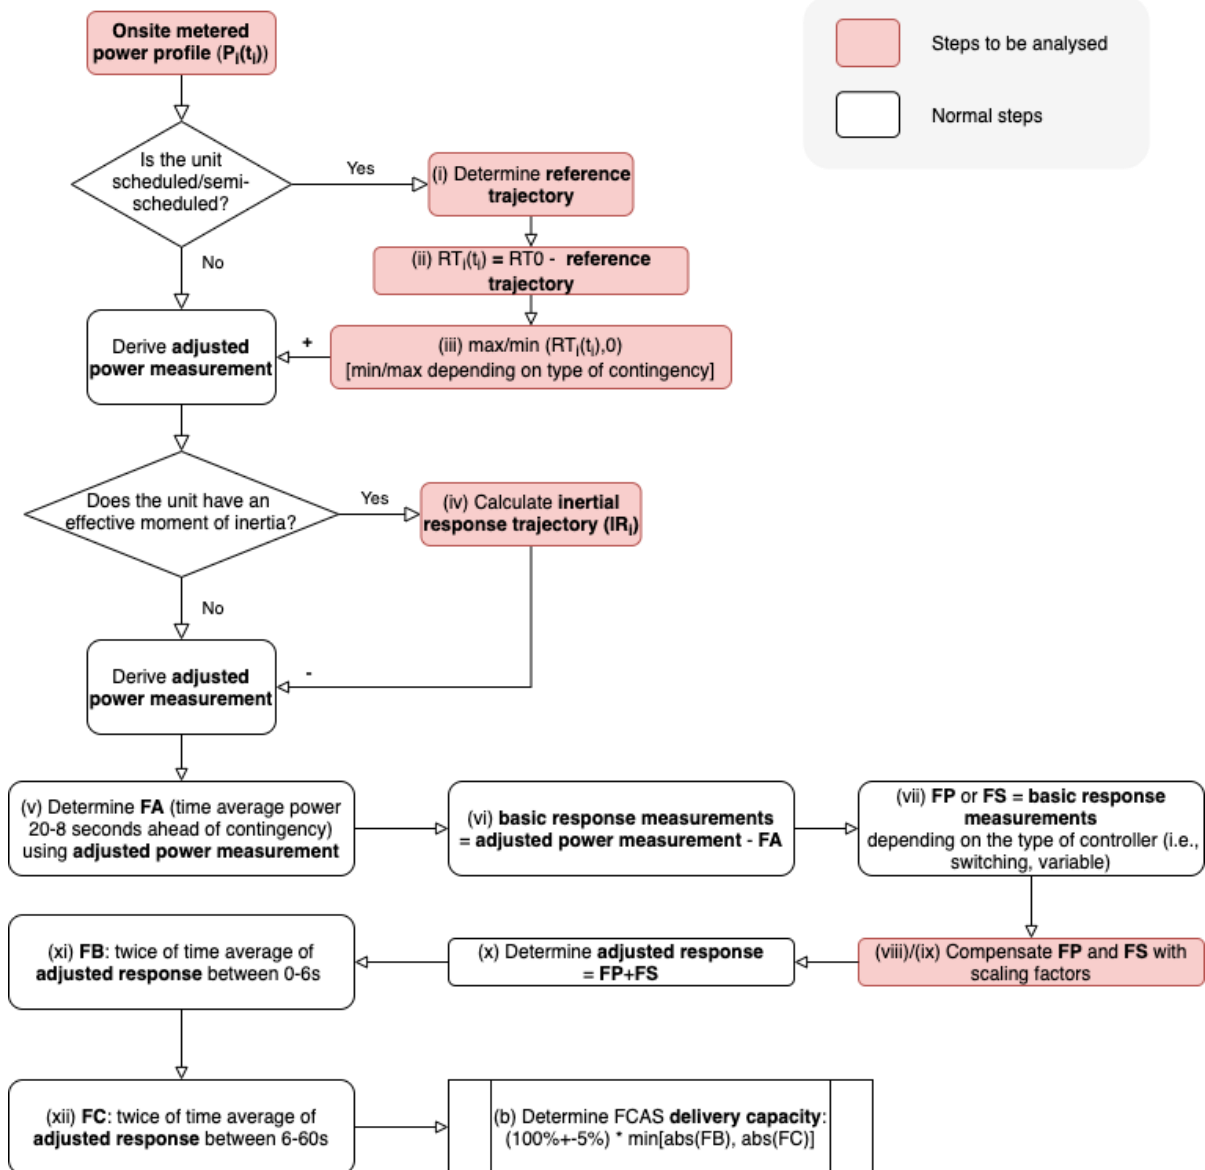 Onsite metered
power profile (Pi(ti))
Steps to be analysed
Normal steps
Is the unit
scheduled/semi-
scheduled?
Yes
(i) Determine reference
trajectory
No
(ii) RTi(ti) = RT0 - reference
trajectory
Derive adjusted
power measurement
+
(iii) max/min (RTi(ti),0)
[min/max depending on type of contingency]
Does the unit have an
effective moment of inertia?
Yes
(iv) Calculate inertial
response trajectory (IRi)
No
Derive adjusted
power measurement
-
(v) Determine FA (time average power
20-8 seconds ahead of contingency)
using adjusted power measurement
(vi) basic response measurements
= adjusted power measurement - FA
(vii) FP or FS = basic response
measurements
depending on the type of controller (i.e.,
switching, variable)
(viii)/(ix) Compensate FP and FS with
scaling factors
(x) Determine adjusted response
= FP+FS
(xi) FB: twice of time average of
adjusted response between 0-6s
(xii) FC: twice of time average of
adjusted response between 6-60s
(b) Determine FCAS delivery capacity:
(100%+-5%) * min[abs(FB), abs(FC)]